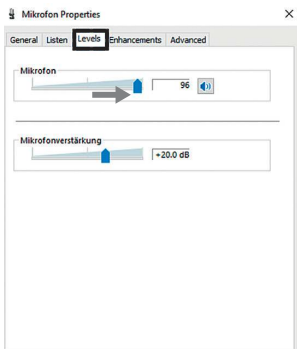 Mikrofon Properties
General Listen Levels Enhancements Advanced
Mikrofon
96
Mikrofonverstärkung
+20.0 dB